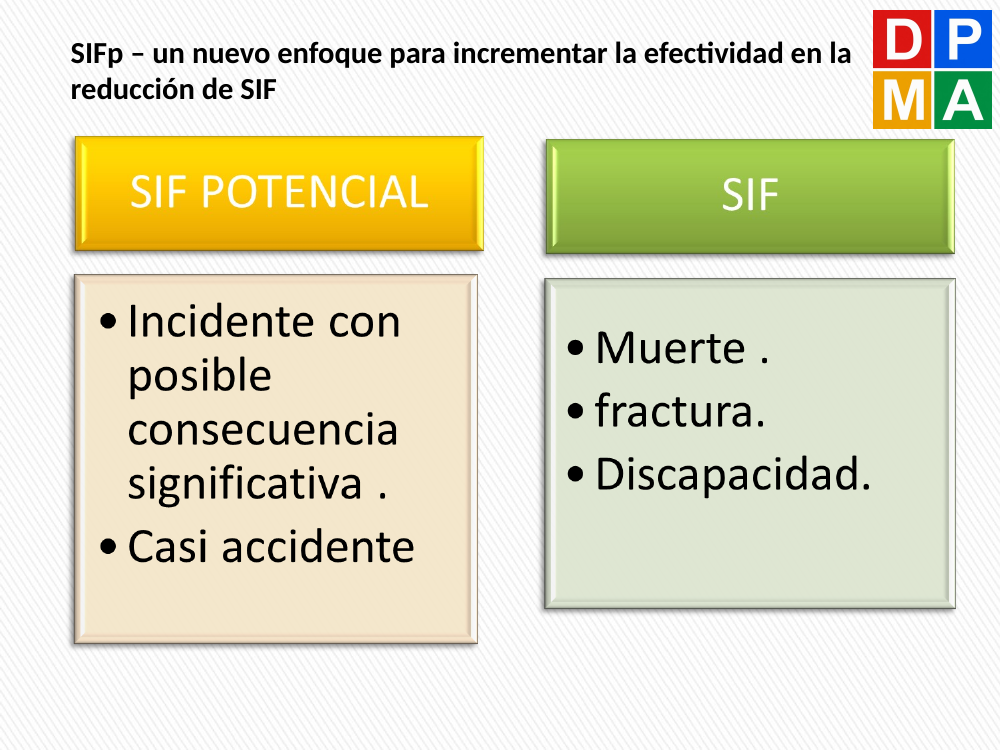 SIFp – un nuevo enfoque para incrementar la efectividad en la
reducción de SIF
D P
M A
SIF POTENCIAL
• Incidente con
posible
consecuencia
significativa .
• Casi accidente
SIF
• Muerte .
• fractura.
• Discapacidad.